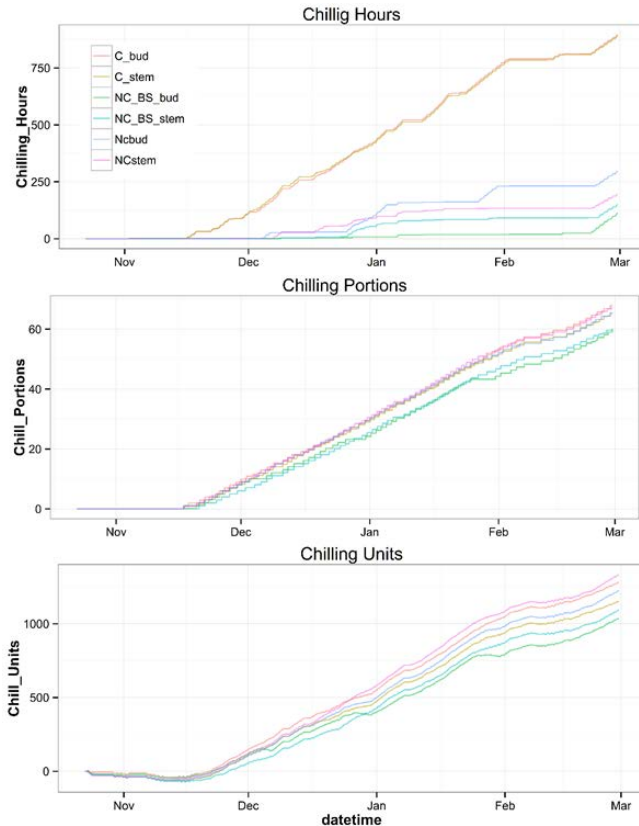 Chillig Hours
Chilling_Hours
750
500
250
0
C_bud
C_stem
NC_BS_bud
NC_BS_stem
Ncbud
NCstem
Nov Dec Jan Feb Mar
Chilling Portions
Chill_Portions
60
40
20
0
Nov Dec Jan Feb Mar
Chilling Units
Chill_Units
1000
500
0
Nov Dec Jan Feb Mar
datetime